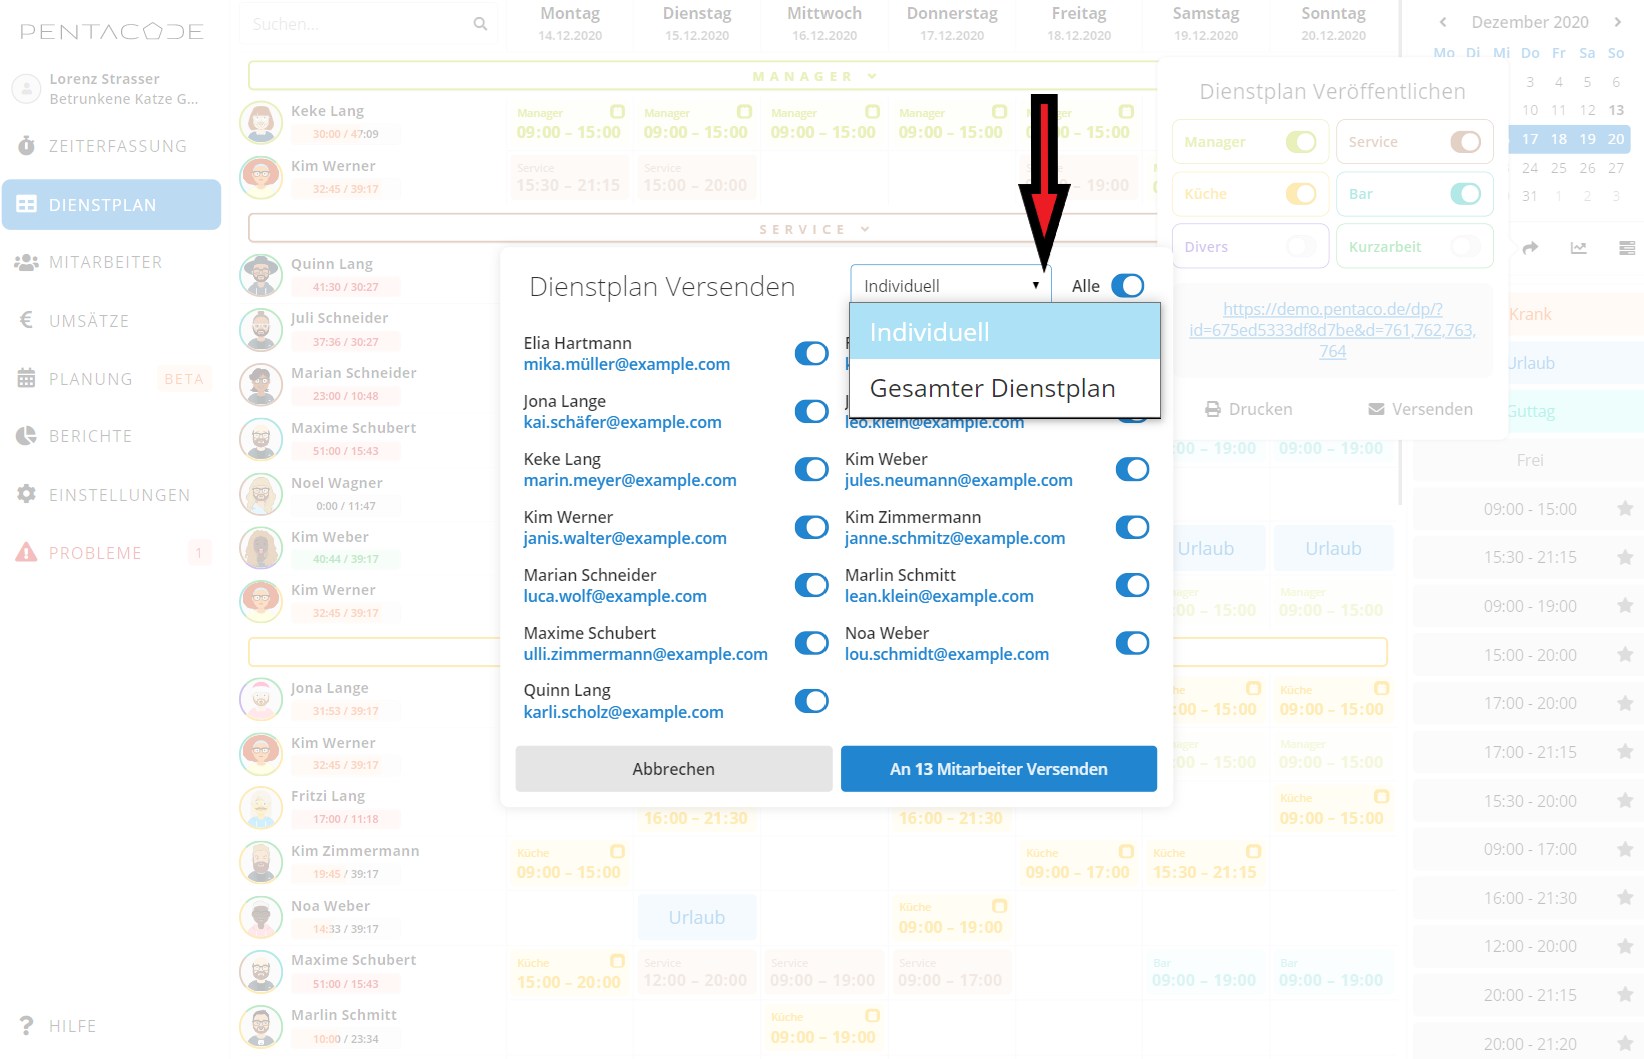 PENTACODE
Lorenz Strasser
Betrunkene Katze G...
ZEITERFASSUNG
DIENSTPLAN
MITARBEITER
UMSÄTZE
PLANUNG BETA
BERICHTE
EINSTELLUNGEN
PROBLEME 1
HILFE
Suchen...
Montag Dienstag Mittwoch Donnerstag Freitag Samstag Sonntag
14.12.2020 15.12.2020 16.12.2020 17.12.2020 18.12.2020 19.12.2020 20.12.2020
MANAGER
Keke Lang
30:00 / 47:09
Manager Manager Manager Manager
09:00 – 15:00 09:00 – 15:00 09:00 – 15:00 09:00 – 15:00 09:00 – 15:00
Kim Werner
32:45 / 39:17
Service Service
15:30 – 21:15 15:00 – 20:00 – 19:00
SERVICE
Quinn Lang
41:30 / 30:27
Juli Schneider
37:36 / 30:27
Marian Schneider
23:00 / 10:48
Maxime Schubert
51:00 / 15:43
09:00 – 19:00 09:00 – 19:00
Noel Wagner
0:00 / 11:47
Kim Weber
40:44 / 39:17
Urlaub Urlaub
Kim Werner
32:45 / 39:17
Manager
:00 – 15:00 09:00 – 15:00
Jona Lange
31:53 / 39:17
Küche
:00 – 15:00 09:00 – 15:00
Kim Werner
32:45 / 39:17
Manager
:00 – 15:00 09:00 – 15:00
Fritzi Lang
17:00 / 11:18
Küche
16:00 – 21:30 16:00 – 21:30 09:00 – 15:00
Kim Zimmermann
19:45 / 39:17
Küche Küche Küche
09:00 – 15:00 09:00 – 17:00 15:30 – 21:15
Noa Weber
14:33 / 39:17
Urlaub
Küche
09:00 – 19:00
Maxime Schubert
51:00 / 15:43
Küche Service Service Service Bar Bar
15:00 – 20:00 12:00 – 20:00 09:00 – 19:00 09:00 – 17:00 09:00 – 19:00 09:00 – 19:00
Marlin Schmitt
10:00 / 23:34
Küche
09:00 – 19:00
Dienstplan Versenden
Individuell
Alle
Individuell
Gesamter Dienstplan
Elia Hartmann
mika.müller@example.com
Jona Lange
kai.schäfer@example.com
leo.klein@example.com
Keke Lang
marin.meyer@example.com
Kim Weber
jules.neumann@example.com
Kim Werner
janis.walter@example.com
Kim Zimmermann
janne.schmitz@example.com
Marian Schneider
luca.wolf@example.com
Marlin Schmitt
lean.klein@example.com
Maxime Schubert
ulli.zimmermann@example.com
Noa Weber
lou.schmidt@example.com
Quinn Lang
karli.scholz@example.com
Abbrechen
An 13 Mitarbeiter Versenden
Dienstplan Veröffentlichen
Manager Service
Küche Bar
Divers Kurzarbeit
https://demo.pentaco.de/dp/?
id=675ed5333df8d7be&d=761,762,763,
764
Drucken Versenden
Dezember 2020
Mo Di Mi Do Fr Sa So
3 4 5 6
10 11 12 13
17 18 19 20
24 25 26 27
31 1 2 3
Krank
Urlaub
Guttag
Frei
09:00 - 15:00
15:30 - 21:15
09:00 - 19:00
15:00 - 20:00
17:00 - 20:00
17:00 - 21:15
15:30 - 20:00
09:00 - 17:00
16:00 - 21:30
12:00 - 20:00
20:00 - 21:15
20:00 - 21:20